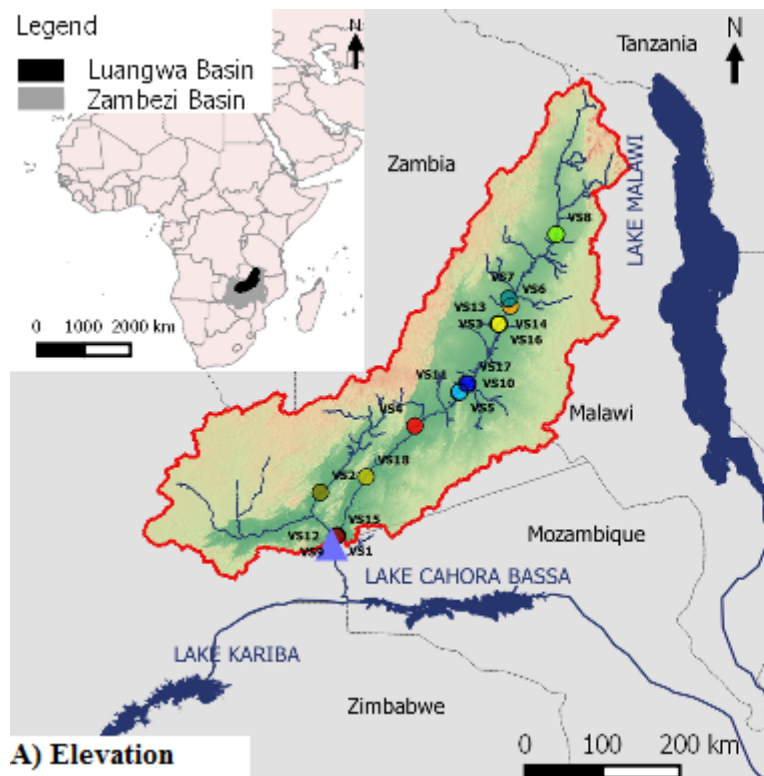 Legend
N
Luangwa Basin
Zambezi Basin
0 1000 2000 km
N
Tanzania
Zambia
LAKE MALAWI
VS8
VS7
VS6
VS13
VS3
VS14
VS16
VS17
VS11
VS10
VS5
VS4
Malawi
VS18
VS2
VS15
VS12
VS9
VS1
Mozambique
LAKE CAHORA BASSA
LAKE KARIBA
Zimbabwe
A) Elevation
0 100 200 km